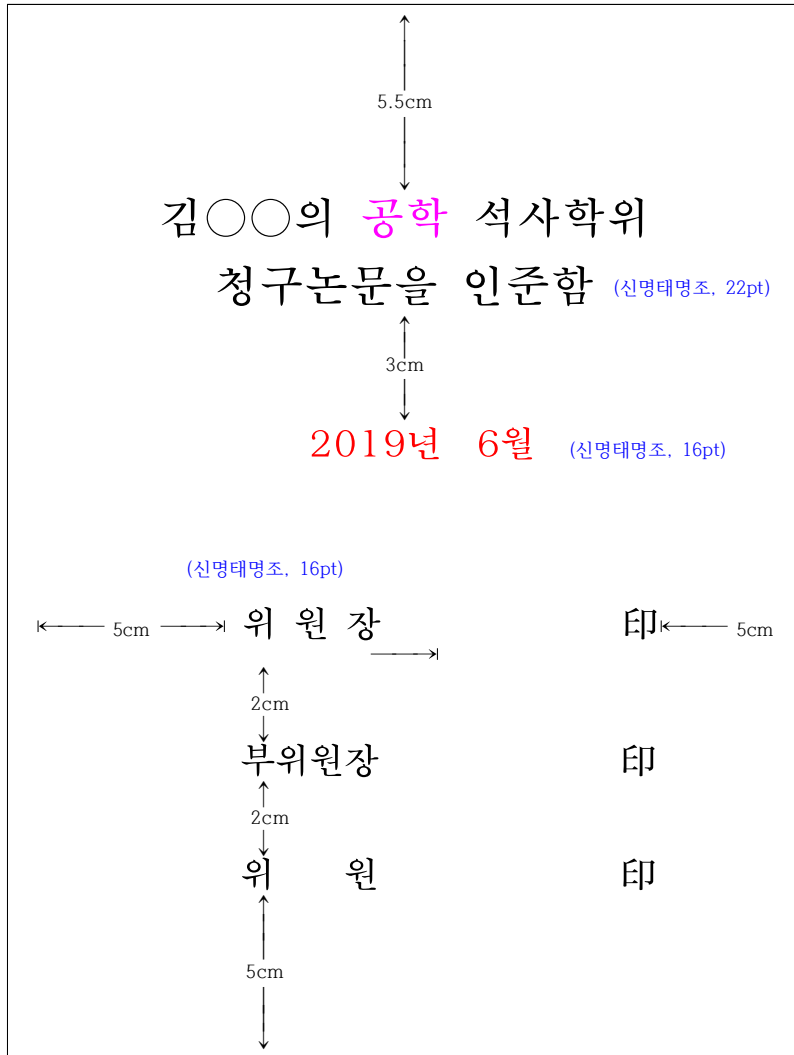 5.5cm
김○○의 공학 석사학위
청구논문을 인준함 (신명태명조, 22pt)
3cm
2019년 6월 (신명태명조, 16pt)
(신명태명조, 16pt)
5cm 위 원 장 印 5cm
2cm
부위원장 印
2cm
위 원 印
5cm